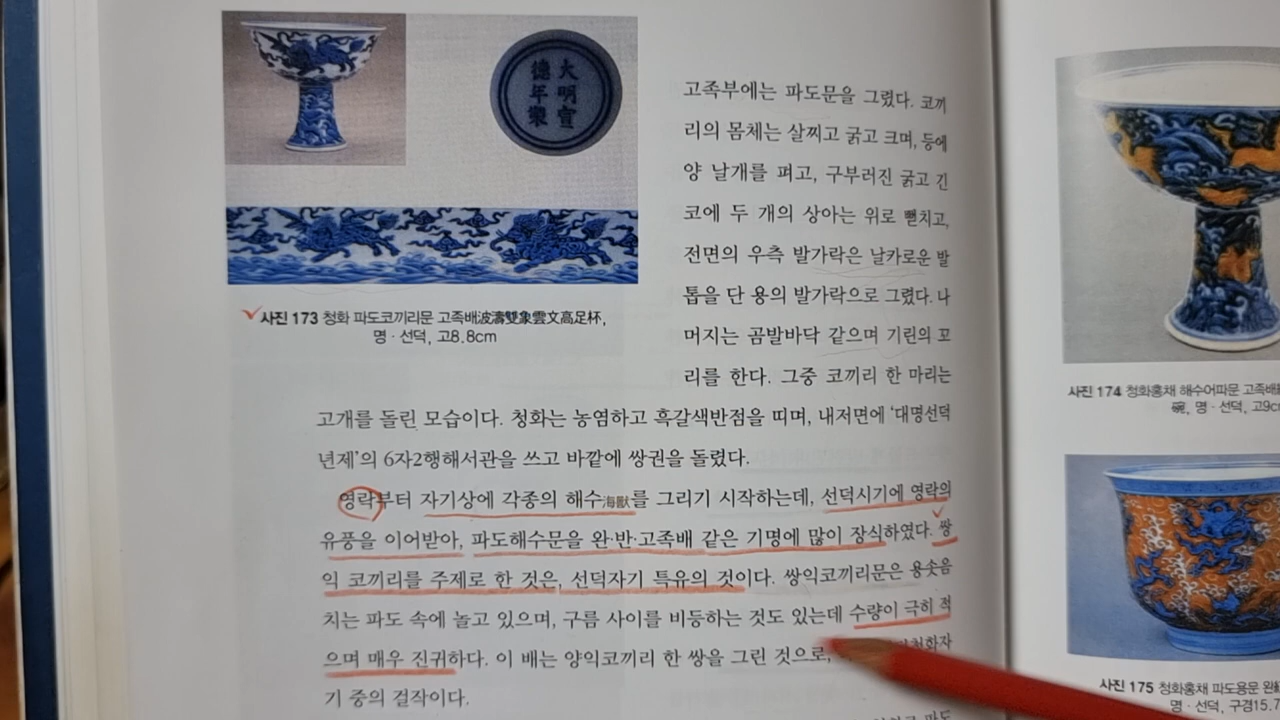 大明宣
德年製
사진 173 청화 파도코끼리문 고족배波濤雙象雲文高足杯,
명 · 선덕, 고8.8cm
고족부에는 파도문을 그렸다. 코끼
리의 몸체는 살찌고 굵고 크며, 등에
양 날개를 펴고, 구부러진 굵고 긴
코에 두 개의 상아는 위로 뻗치고,
전면의 우측 발가락은 날카로운 발
톱을 단 용의 발가락으로 그렸다. 나
머지는 곰발바닥 같으며 기린의 꼬
리를 한다. 그중 코끼리 한 마리는
고개를 돌린 모습이다. 청화는 농염하고 흑갈색반점을 띠며, 내저면에 '대명선덕
년제'의 6자2행해서관을 쓰고 바깥에 쌍권을 돌렸다.
영락부터 자기상에 각종의 해수海獸를 그리기 시작하는데, 선덕시기에 영락의
유풍을 이어받아, 파도해수문을 완·반·고족배 같은 기명에 많이 장식하였다. 쌍
익 코끼리를 주제로 한 것은, 선덕자기 특유의 것이다. 쌍익코끼리문은 용솟음
치는 파도 속에 놀고 있으며, 구름 사이를 비등하는 것도 있는데 수량이 극히 적
으며 매우 진귀하다. 이 배는 양익코끼리 한 쌍을 그린 것으로,
기 중의 걸작이다.
사진 174 청화홍채 해수어파문 고족배
碗, 명 · 선덕, 고9c
사진 175 청화홍채 파도용문 완
명 · 선덕, 구경15.7